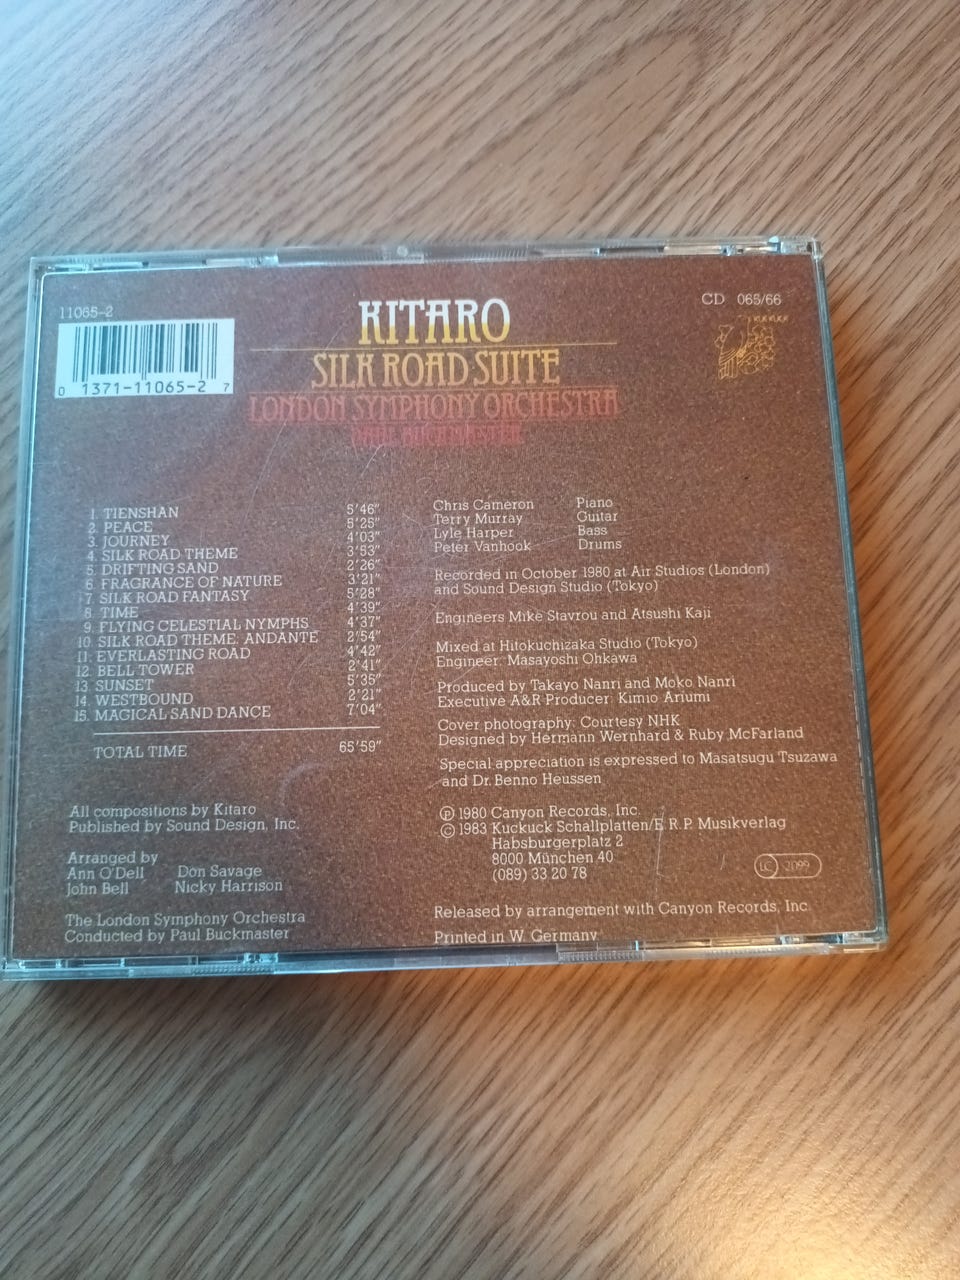 11065-2
0 1371-11065-2 7
KITARO
SILK ROAD SUITE
LONDON SYMPHONY ORCHESTRA
PAUL BUCKMASTER
CD 065/66
1. TIENSHAN 5'46"
2. PEACE 5'25"
3. JOURNEY 4'03"
4. SILK ROAD THEME 3'53"
5. DRIFTING SAND 2'26"
6. FRAGRANCE OF NATURE 3'21"
7. SILK ROAD FANTASY 5'28"
8. TIME 4'39"
9. FLYING CELESTIAL NYMPHS 4'37"
10. SILK ROAD THEME, ANDANTE 2'54"
11. EVERLASTING ROAD 4'42"
12. BELL TOWER 2'41"
13. SUNSET 5'35"
14. WESTBOUND 2'21"
15. MAGICAL SAND DANCE 7'04"
TOTAL TIME 65'59"
All compositions by Kitaro
Published by Sound Design, Inc.
Arranged by
Ann O'Dell Don Savage
John Bell Nicky Harrison
The London Symphony Orchestra
Conducted by Paul Buckmaster
Chris Cameron Piano
Terry Murray Guitar
Lyle Harper Bass
Peter Vanhook Drums
Recorded in October 1980 at Air Studios (London)
and Sound Design Studio (Tokyo)
Engineers Mike Stavrou and Atsushi Kaji
Mixed at Hitokuchizaka Studio (Tokyo)
Engineer: Masayoshi Ohkawa
Produced by Takayo Nanri and Moko Nanri
Executive A&R Producer: Kimio Ariumi
Cover photography: Courtesy NHK
Designed by Hermann Wernhard & Ruby McFarland
Special appreciation is expressed to Masatsugu Tsuzawa
and Dr. Benno Heussen
℗ 1980 Canyon Records, Inc.
© 1983 Kuckuck Schallplatten/E.R.P. Musikverlag
Habsburgerplatz 2
8000 München 40
(089) 33 20 78
LC 2099
Released by arrangement with Canyon Records, Inc.
Printed in W. Germany